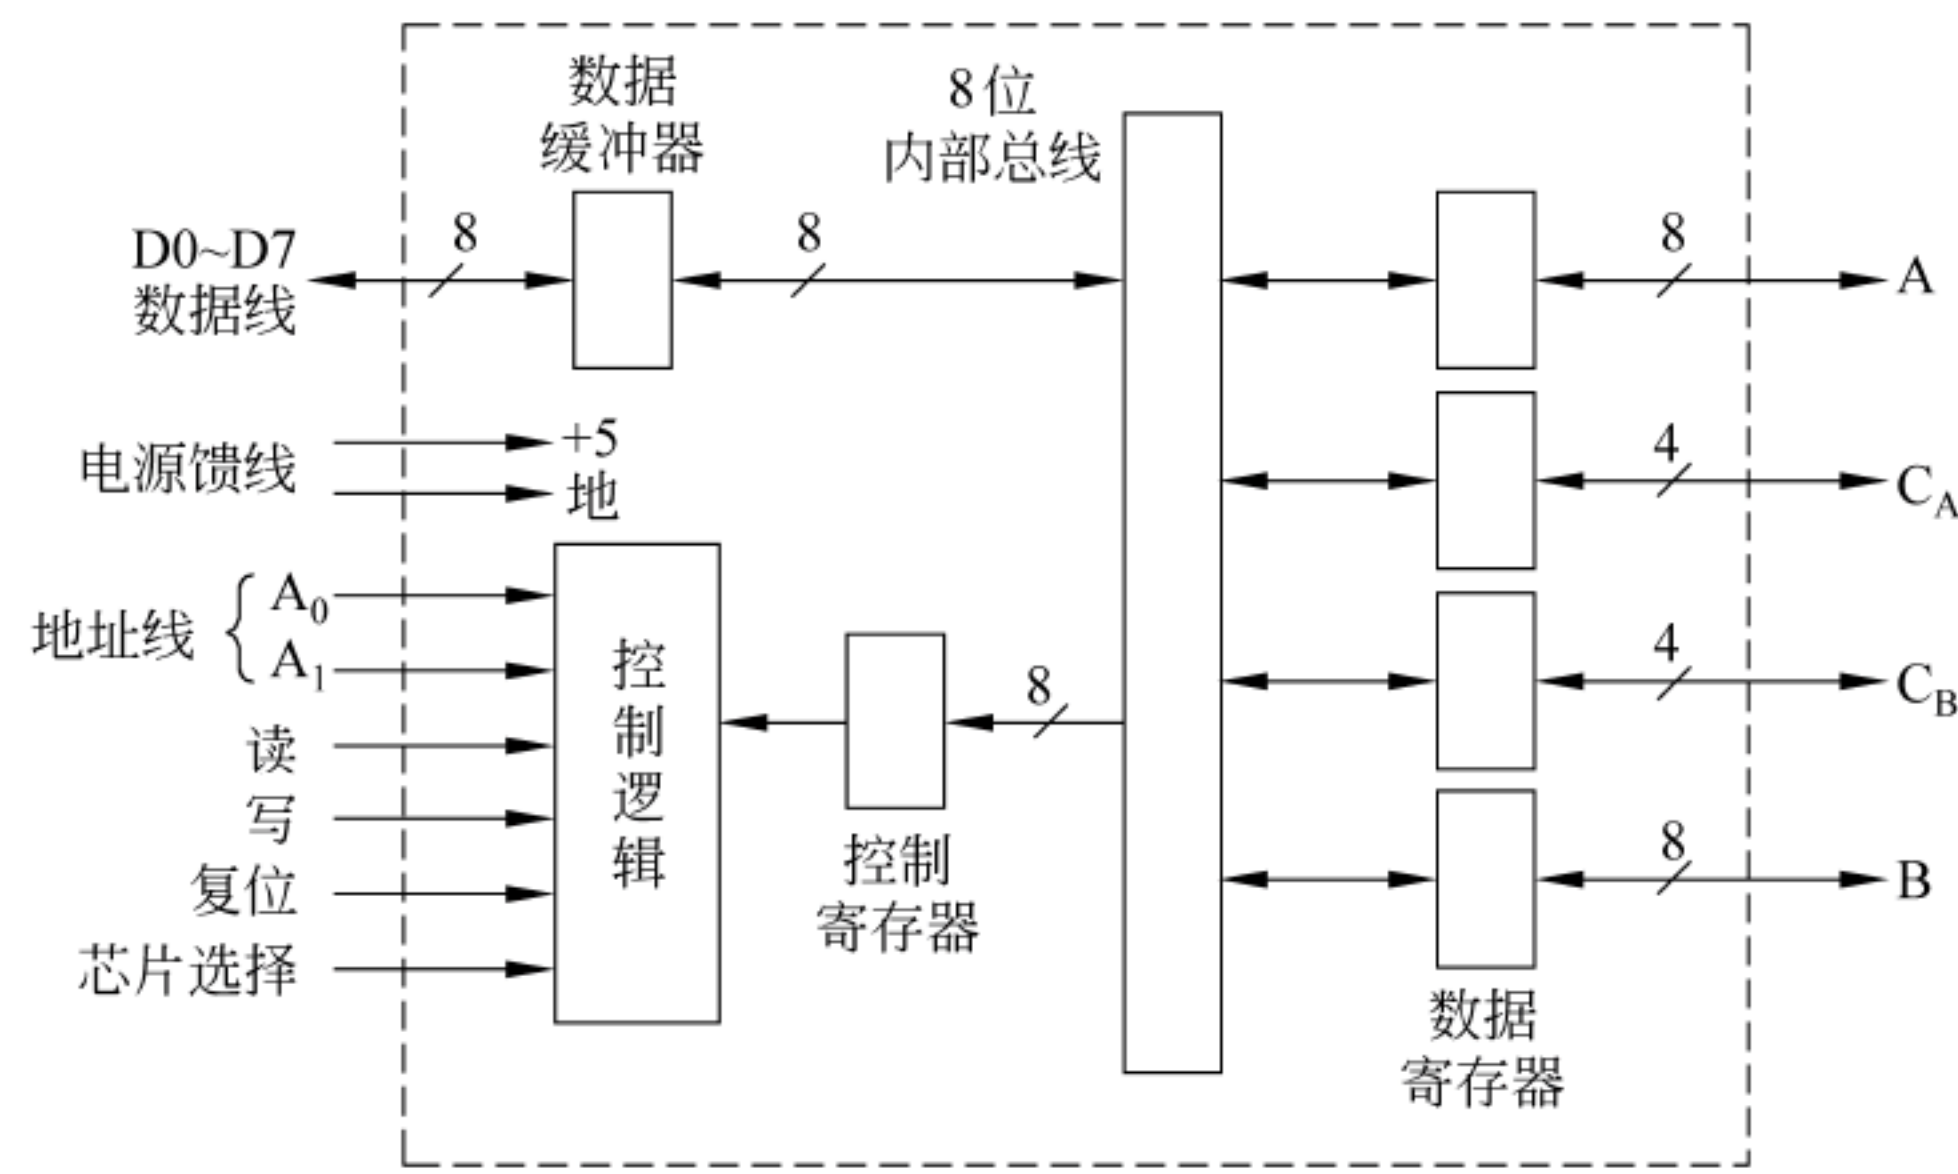 数据
缓冲器
8位
内部总线
D0~D7
数据线
8
8
8
A
电源馈线
+5
地
4
C_A
地址线
A_0
A_1
读
写
复位
芯片选择
控
制
逻
辑
控制
寄存器
8
4
C_B
8
B
数据
寄存器